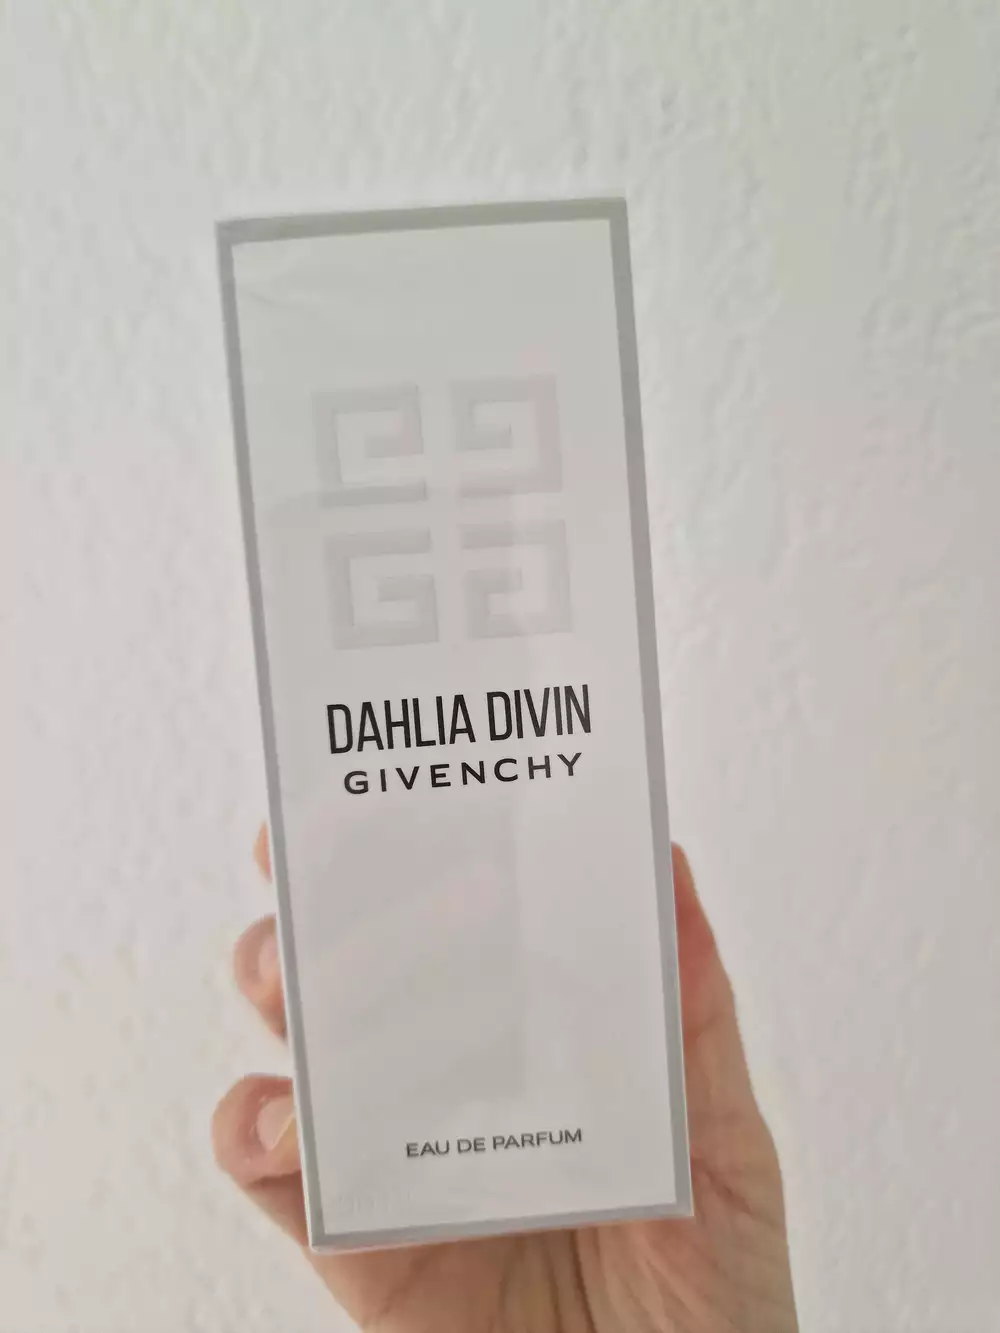 DAHLIA DIVIN
GIVENCHY
EAU DE PARFUM